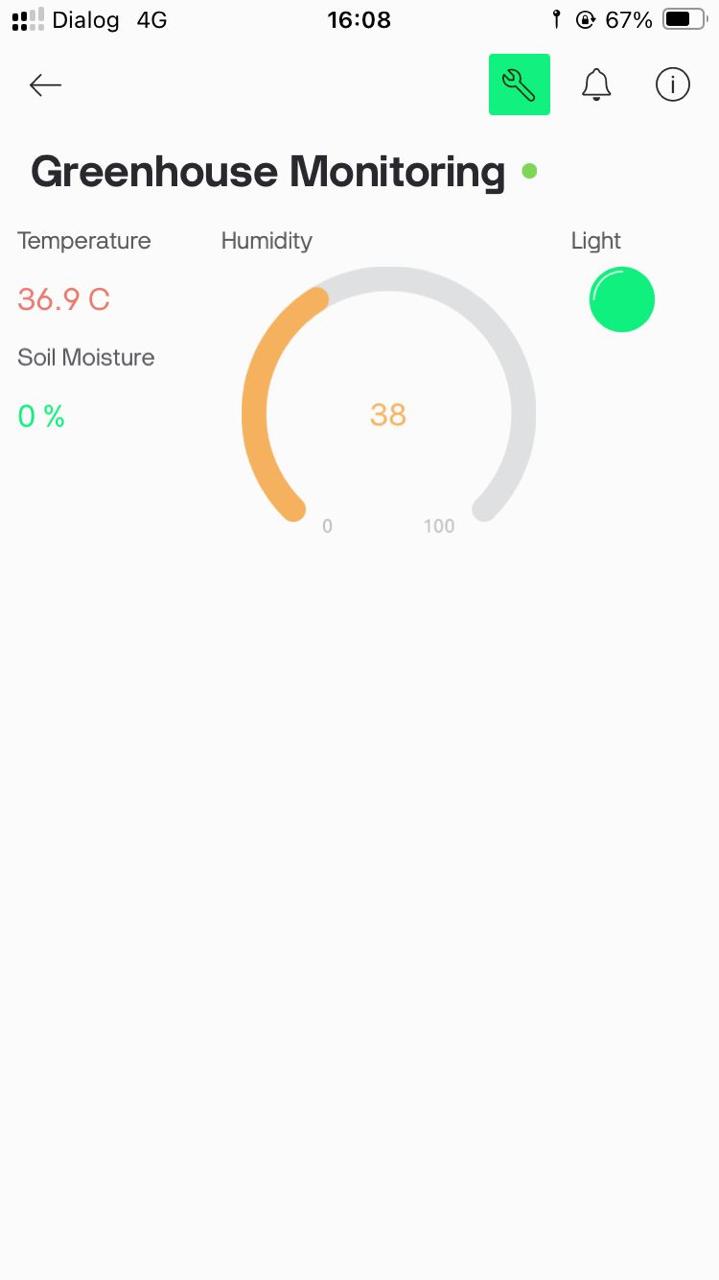 Dialog 4G 16:08 67%
Greenhouse Monitoring
Temperature Humidity Light
36.9 C
Soil Moisture
0 %
38
0 100